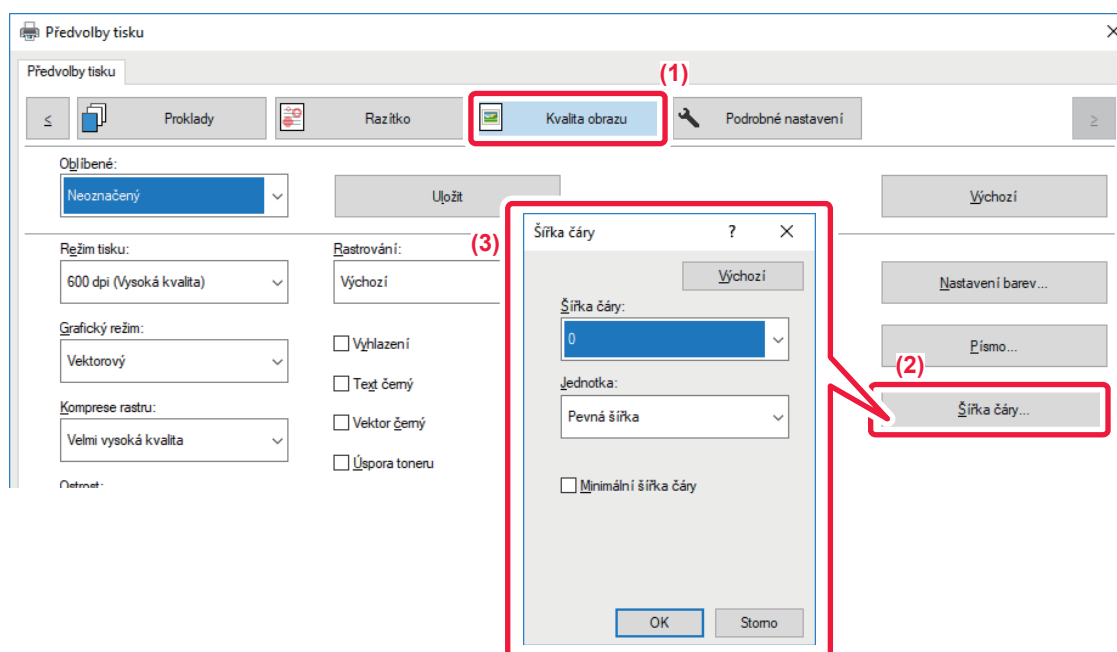 Předvolby tisku
Předvolby tisku
(1)
< Proklady Razítko Kvalita obrazu Podrobné nastavení >
Oblíbené:
Neoznačený Uložit Výchozí
Režim tisku: Rastrování:
600 dpi (Vysoká kvalita) Výchozí Nastavení barev...
Grafický režim:
Vektorový Vyhlazení Písmo...
Text černý
(2)
Komprese rastru:
Velmi vysoká kvalita Vektor černý Šířka čáry...
Úspora toneru
Ostrost:
(3)
Šířka čáry ?
Výchozí
Šířka čáry:
0
Jednotka:
Pevná šířka
Minimální šířka čáry
OK Storno